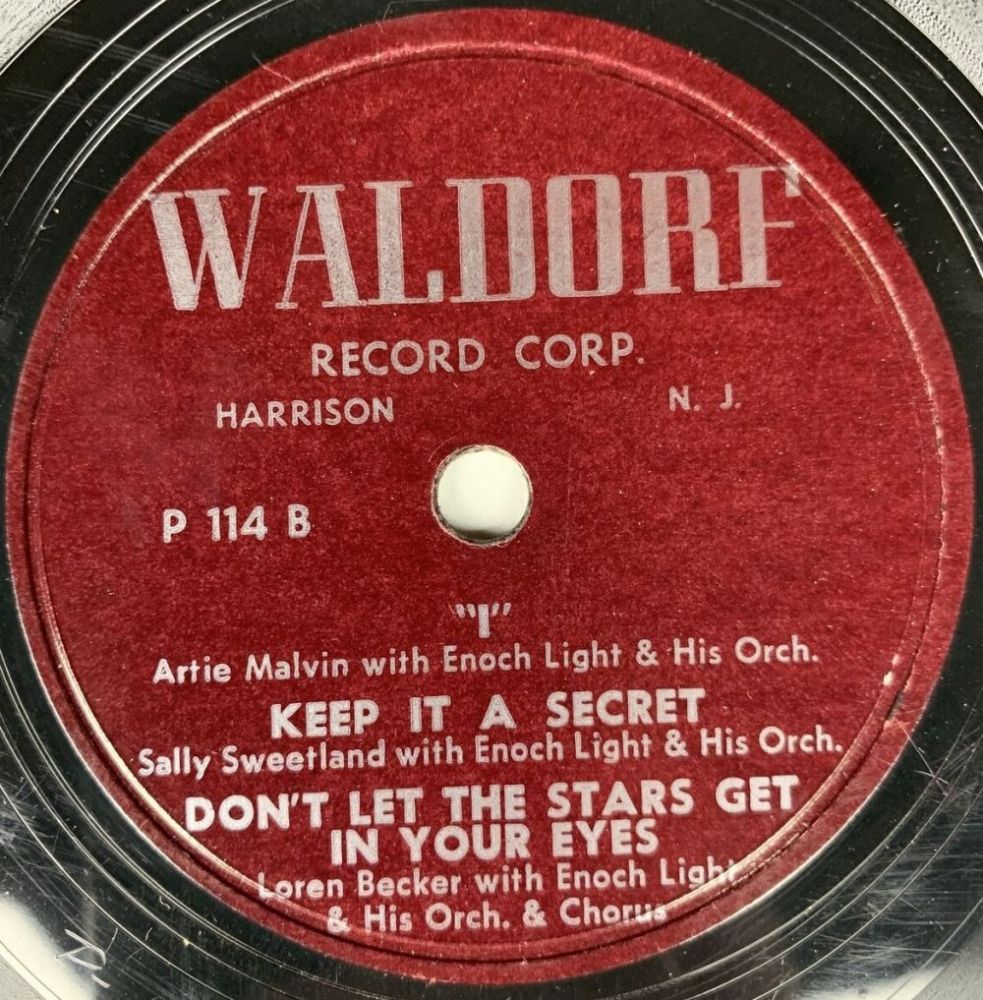 WALDORF
RECORD CORP.
HARRISON N. J.
P 114 B
"I"
Artie Malvin with Enoch Light & His Orch.
KEEP IT A SECRET
Sally Sweetland with Enoch Light & His Orch.
DON'T LET THE STARS GET
IN YOUR EYES
Loren Becker with Enoch Light
& His Orch. & Chorus